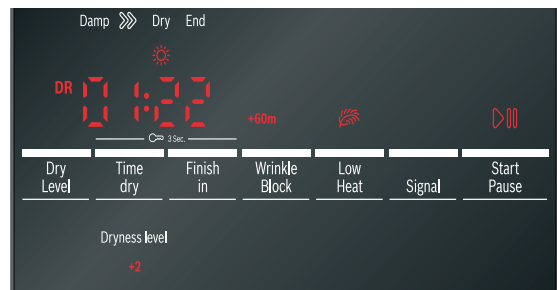 Damp Dry End
DR 01:22
+60m
3 Sec.
Dry Level
Time dry
Finish in
Wrinkle Block
Low Heat
Signal
Start Pause
Dryness level
+2